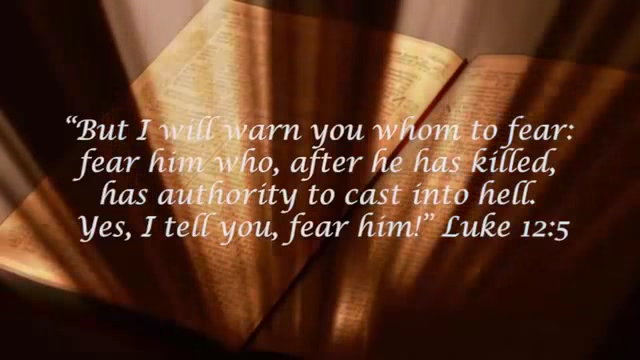 “But I will warn you whom to fear:
fear him who, after he has killed,
has authority to cast into hell.
Yes, I tell you, fear him!” Luke 12:5